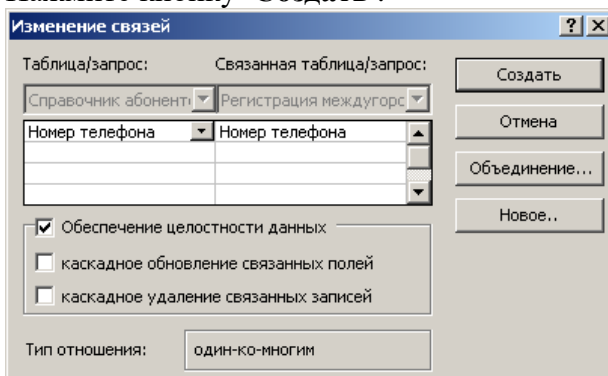 Нажмите кнопку "Создать".
Изменение связей
Таблица/запрос: Связанная таблица/запрос:
Справочник абонент Регистрация междугорс
Номер телефона Номер телефона
Обеспечение целостности данных
каскадное обновление связанных полей
каскадное удаление связанных записей
Тип отношения: один-ко-многим
Создать
Отмена
Объединение...
Новое..